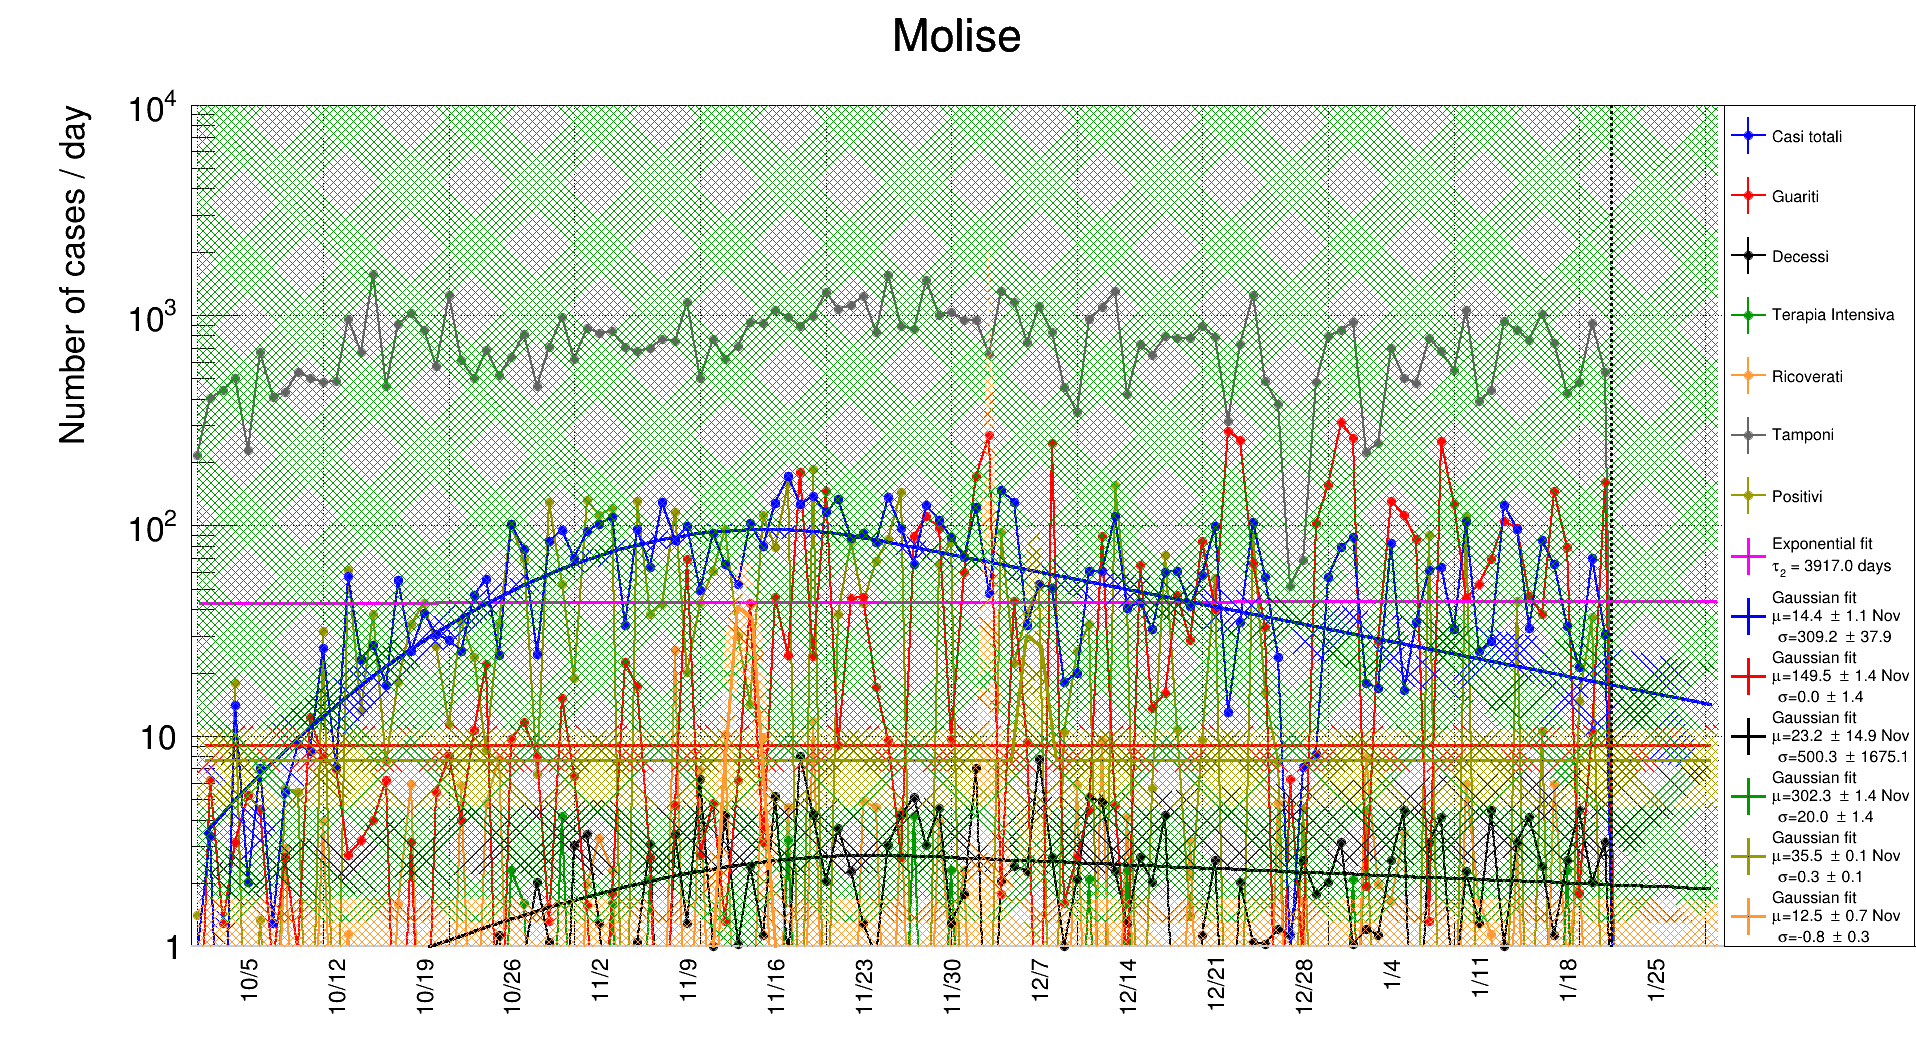 Molise
Number of cases / day
10^4
10^3
10^2
10
1
10/5
10/12
10/19
10/26
11/2
11/9
11/16
11/23
11/30
12/7
12/14
12/21
12/28
1/4
1/11
1/18
1/25
Casi totali
Guariti
Decessi
Terapia Intensiva
Ricoverati
Tamponi
Positivi
Exponential fit
τ₂ = 3917.0 days
Gaussian fit
μ=14.4 ± 1.1 Nov
σ=309.2 ± 37.9
Gaussian fit
μ=149.5 ± 1.4 Nov
σ=0.0 ± 1.4
Gaussian fit
μ=23.2 ± 14.9 Nov
σ=500.3 ± 1675.1
Gaussian fit
μ=302.3 ± 1.4 Nov
σ=20.0 ± 1.4
Gaussian fit
μ=35.5 ± 0.1 Nov
σ=0.3 ± 0.1
Gaussian fit
μ=12.5 ± 0.7 Nov
σ=-0.8 ± 0.3